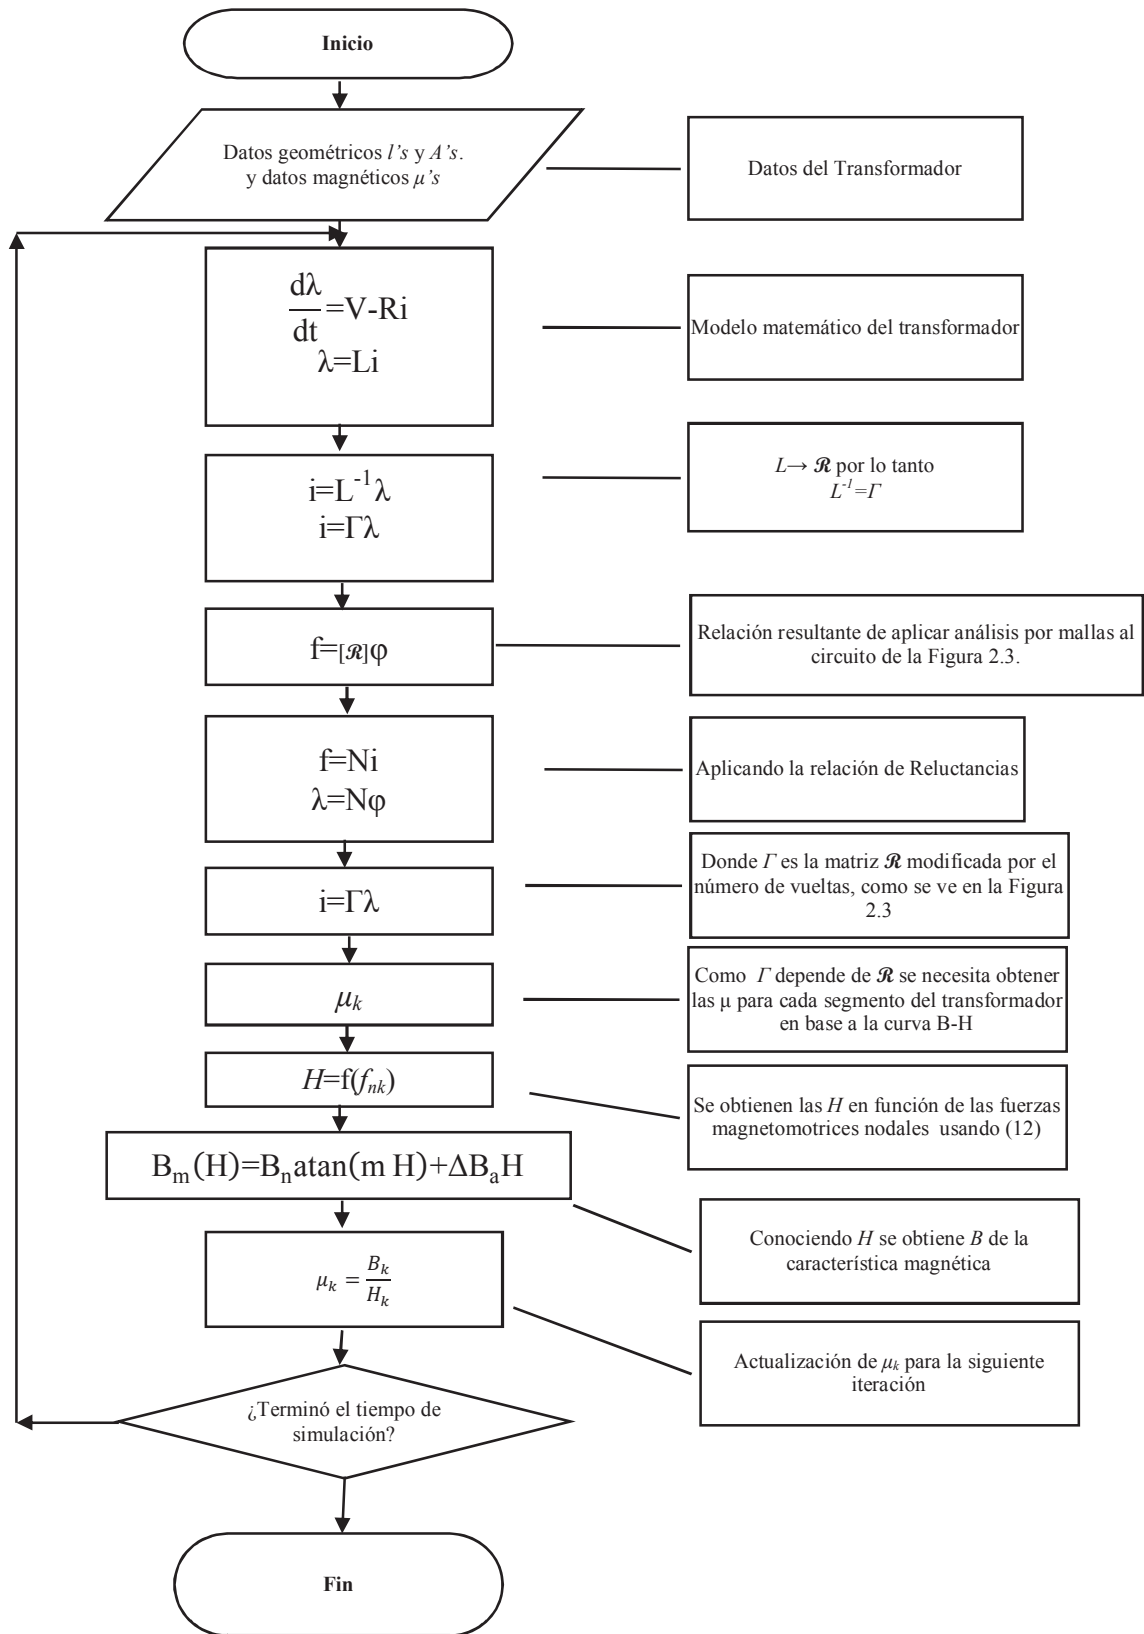 Inicio
Datos geométricos l's y A's.
y datos magnéticos μ's
Datos del Transformador
dλ/dt=V-Ri
λ=Li
Modelo matemático del transformador
i=L⁻¹λ
i=Γλ
L→ ℛ por lo tanto
L⁻¹=Γ
f=[ℛ]φ
Relación resultante de aplicar análisis por mallas al
circuito de la Figura 2.3.
f=Ni
λ=Nφ
Aplicando la relación de Reluctancias
i=Γλ
Donde Γ es la matriz ℛ modificada por el
número de vueltas, como se ve en la Figura
2.3
μₖ
Como Γ depende de ℛ se necesita obtener
las μ para cada segmento del transformador
en base a la curva B-H
H=f(fₙₖ)
Se obtienen las H en función de las fuerzas
magnetomotrices nodales usando (12)
Bₘ(H)=Bₙatan(m H)+ΔBₐH
Conociendo H se obtiene B de la
característica magnética
μₖ = Bₖ/Hₖ
Actualización de μₖ para la siguiente
iteración
¿Terminó el tiempo de
simulación?
Fin